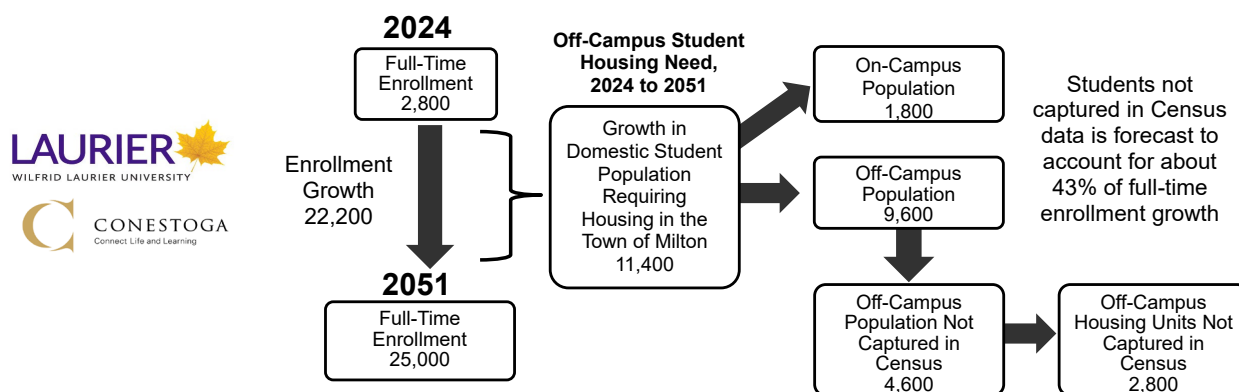 LAURIER
WILFRID LAURIER UNIVERSITY
C
CONESTOGA
Connect Life and Learning
2024
Full-Time
Enrollment
2,800
Enrollment
Growth
22,200
2051
Full-Time
Enrollment
25,000
Off-Campus Student
Housing Need,
2024 to 2051
Growth in
Domestic Student
Population
Requiring
Housing in the
Town of Milton
11,400
On-Campus
Population
1,800
Off-Campus
Population
9,600
Off-Campus
Population Not
Captured in
Census
4,600
Off-Campus
Housing Units Not
Captured in
Census
2,800
Students not
captured in Census
data is forecast to
account for about
43% of full-time
enrollment growth